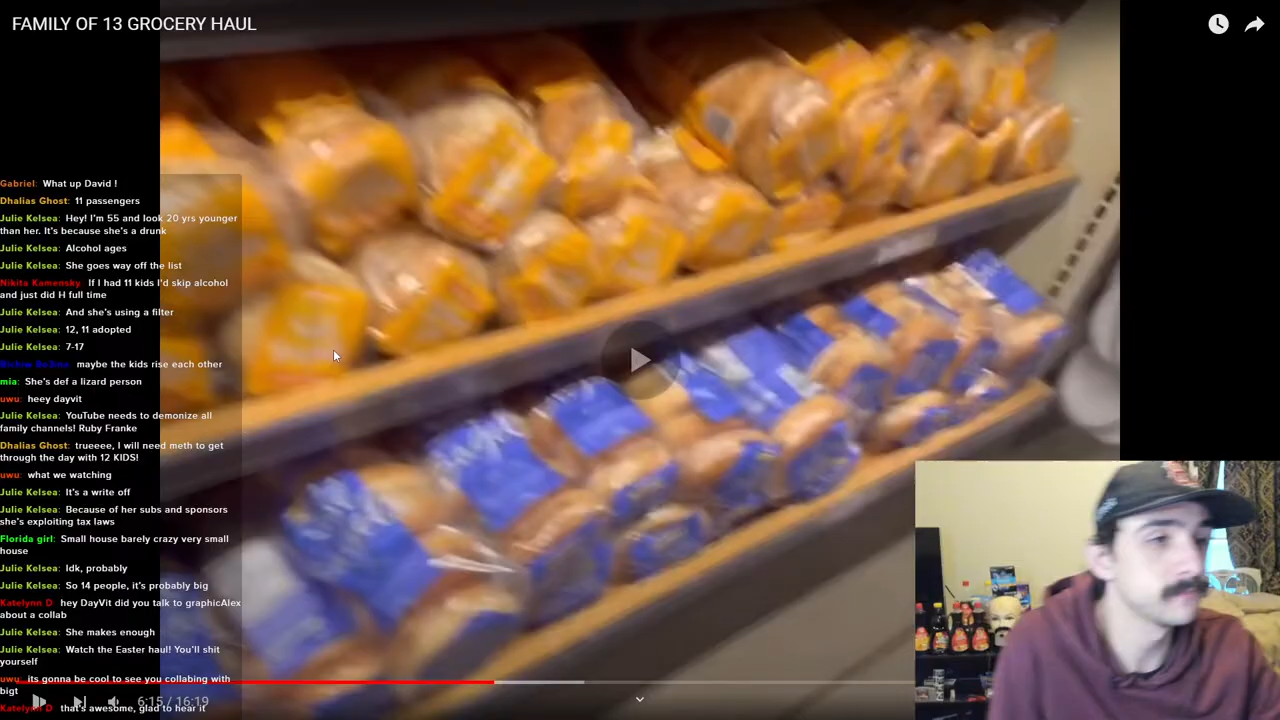 FAMILY OF 13 GROCERY HAUL
Gabriel: What up David !
Dhalias Ghost: 11 passengers
Julie Kelsea: Hey! I'm 55 and look 20 yrs younger
than her. It's because she's a drunk
Julie Kelsea: Alcohol ages
Julie Kelsea: She goes way off the list
Nikita Kamensky: If I had 11 kids I'd skip alcohol
and just did H full time
Julie Kelsea: And she's using a filter
Julie Kelsea: 12, 11 adopted
Julie Kelsea: 7-17
maybe the kids rise each other
mia: She's def a lizard person
uwu: heey dayvit
Julie Kelsea: YouTube needs to demonize all
family channels! Ruby Franke
Dhalias Ghost: trueeee, I will need meth to get
through the day with 12 KIDS!
uwu: what we watching
Julie Kelsea: It's a write off
Julie Kelsea: Because of her subs and sponsors
she's exploiting tax laws
Florida girl: Small house barely crazy very small
house
Julie Kelsea: Idk, probably
Julie Kelsea: So 14 people, it's probably big
Katelynn D: hey DayVit did you talk to graphicAlex
about a collab
Julie Kelsea: She makes enough
Julie Kelsea: Watch the Easter haul! You'll shit
yourself
uwu: its gonna be cool to see you collabing with
bigt
Katelynn D: that's awesome, glad to hear it
6:15 / 16:19